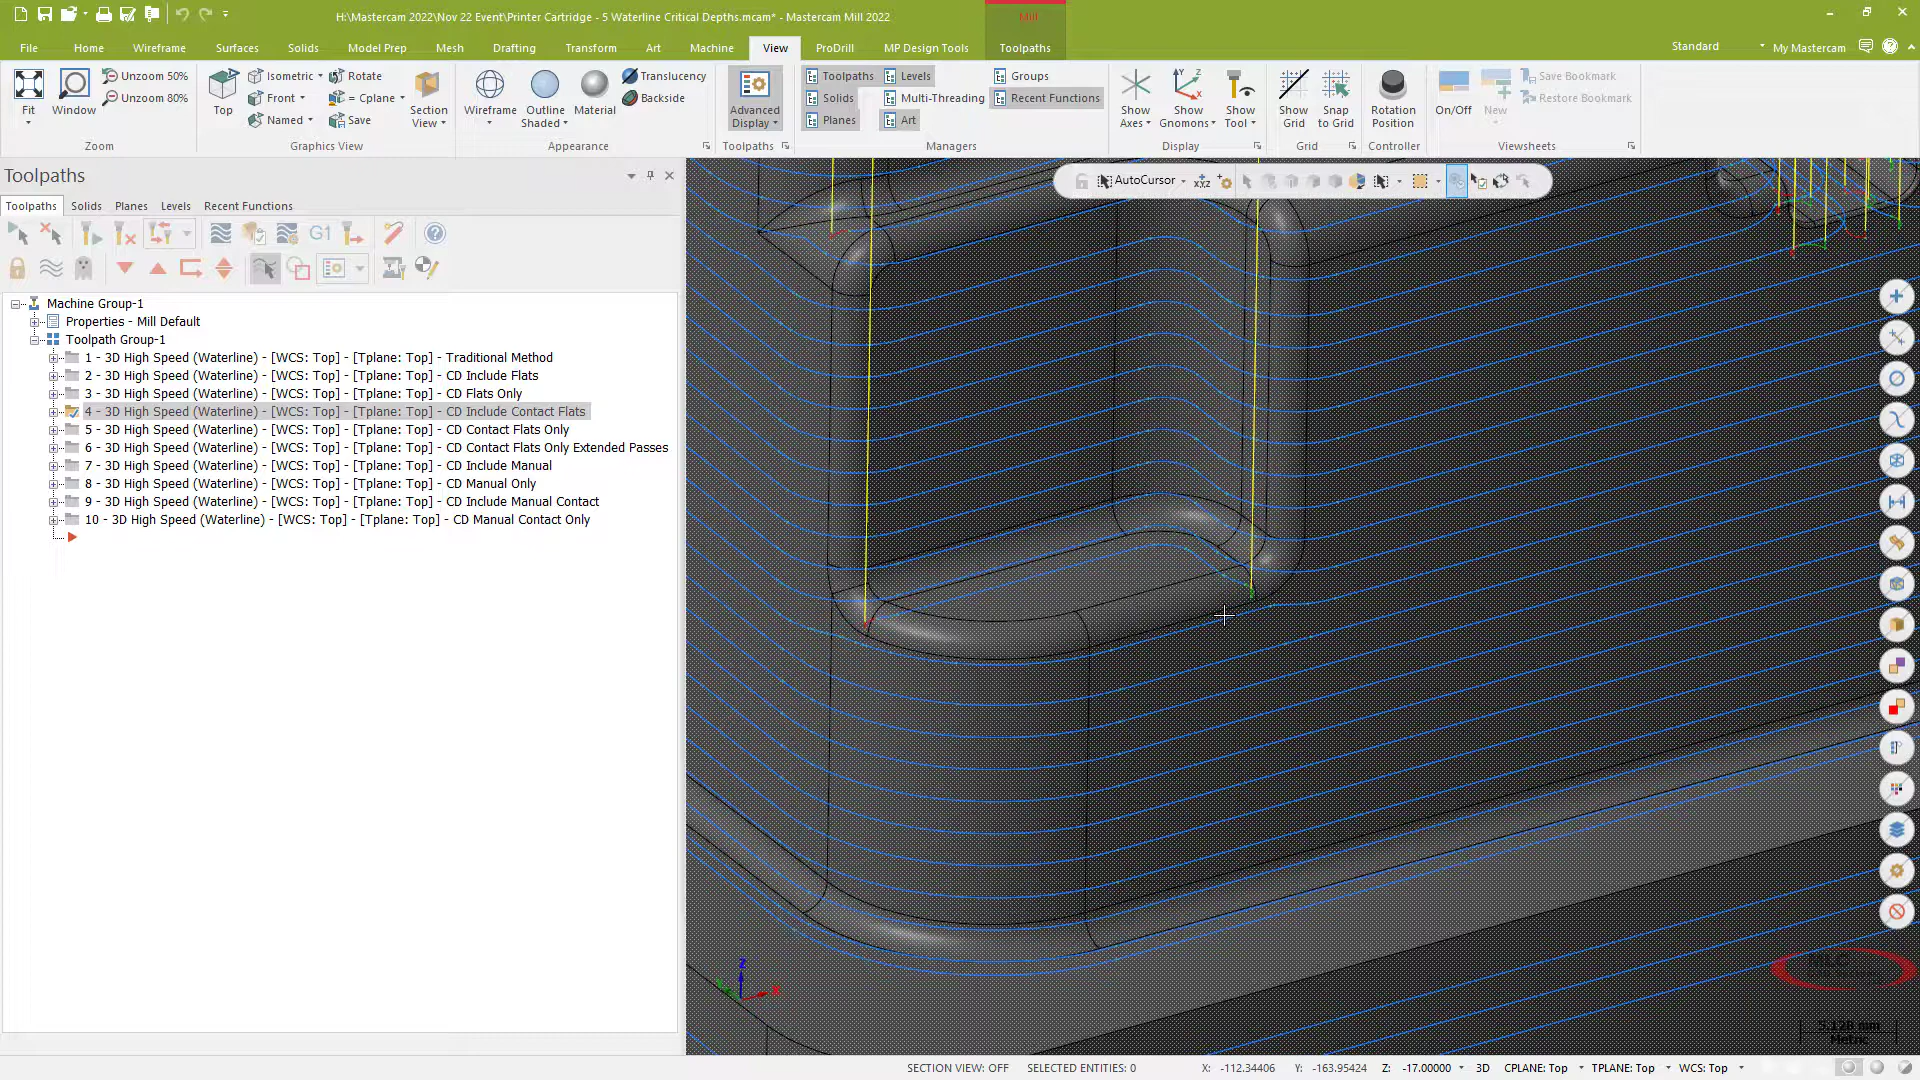 H:\Mastercam 2022\Nov 22 Event\Printer Cartridge - 5 Waterline Critical Depths.mcam* - Mastercam Mill 2022
Mill
File Home Wireframe Surfaces Solids Model Prep Mesh Drafting Transform Art Machine View ProDrill MP Design Tools Toolpaths Standard My Mastercam
Fit
Window
Unzoom 50%
Unzoom 80%
Zoom
Top
Isometric
Front
Named
Rotate
= Cplane
Save
Section View
Graphics View
Wireframe
Outline Shaded
Material
Translucency
Backside
Appearance
Advanced Display
Toolpaths
Toolpaths
Solids
Planes
Levels
Multi-Threading
Art
Groups
Recent Functions
Managers
Show Axes
Show Gnomons
Show Tool
Display
Show Grid
Snap to Grid
Grid
Rotation Position
Controller
On/Off
New
Save Bookmark
Restore Bookmark
Viewsheets
Toolpaths
Toolpaths Solids Planes Levels Recent Functions
G1
AutoCursor
XYZ
Machine Group-1
Properties - Mill Default
Toolpath Group-1
1 - 3D High Speed (Waterline) - [WCS: Top] - [Tplane: Top] - Traditional Method
2 - 3D High Speed (Waterline) - [WCS: Top] - [Tplane: Top] - CD Include Flats
3 - 3D High Speed (Waterline) - [WCS: Top] - [Tplane: Top] - CD Flats Only
4 - 3D High Speed (Waterline) - [WCS: Top] - [Tplane: Top] - CD Include Contact Flats
5 - 3D High Speed (Waterline) - [WCS: Top] - [Tplane: Top] - CD Contact Flats Only
6 - 3D High Speed (Waterline) - [WCS: Top] - [Tplane: Top] - CD Contact Flats Only Extended Passes
7 - 3D High Speed (Waterline) - [WCS: Top] - [Tplane: Top] - CD Include Manual
8 - 3D High Speed (Waterline) - [WCS: Top] - [Tplane: Top] - CD Manual Only
9 - 3D High Speed (Waterline) - [WCS: Top] - [Tplane: Top] - CD Include Manual Contact
10 - 3D High Speed (Waterline) - [WCS: Top] - [Tplane: Top] - CD Manual Contact Only
Z
X
5.128 mm
Metric
SECTION VIEW: OFF SELECTED ENTITIES: 0 X: -112.34406 Y: -163.95424 Z: -17.00000 3D CPLANE: Top TPLANE: Top WCS: Top